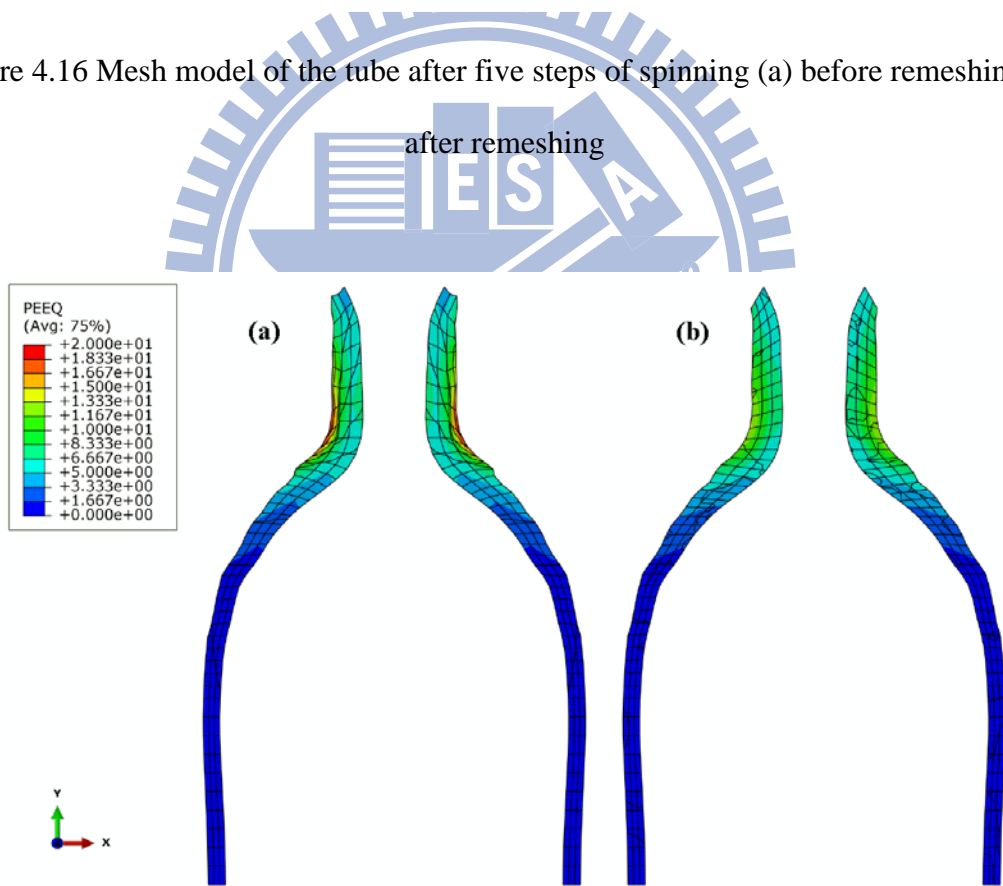 re 4.16 Mesh model of the tube after five steps of spinning (a) before remeshin
after remeshing
E S A
PEEQ
(Avg: 75%)
+2.000e+01
+1.833e+01
+1.667e+01
+1.500e+01
+1.333e+01
+1.167e+01
+1.000e+01
+8.333e+00
+6.667e+00
+5.000e+00
+3.333e+00
+1.667e+00
+0.000e+00
(a)
(b)
Y
X